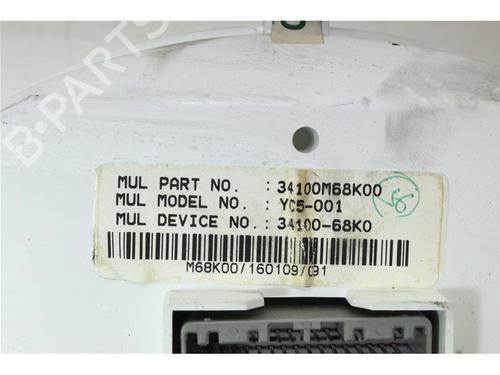 B-PARTS
MUL PART NO. : 34100M68K00
MUL MODEL NO. : YC5-001
MUL DEVICE NO. : 34100-68K0
M68K00/160109/091